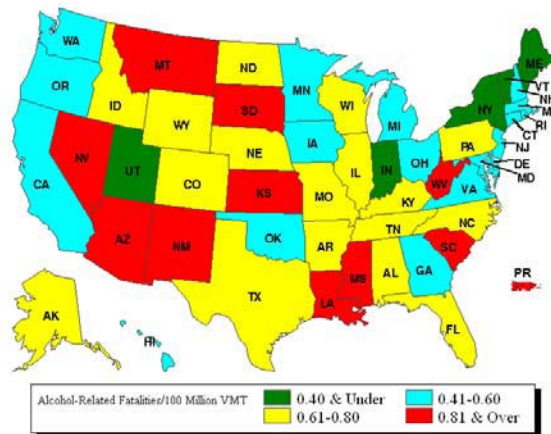 WA
ME
MT
ND
VT
OR
MN
NH
ID
SD
WI
NY
M
WY
MI
RI
CT
IA
PA
NJ
NE
NV
OH
DE
UT
IL
IN
MD
CA
CO
WV
VA
KS
MO
KY
NC
TN
OK
AZ
NM
AR
SC
MS
AL
GA
PR
TX
LA
AK
FL
HI
Alcohol-Related Fatalities/100 Million VMT
0.40 & Under
0.41-0.60
0.61-0.80
0.81 & Over